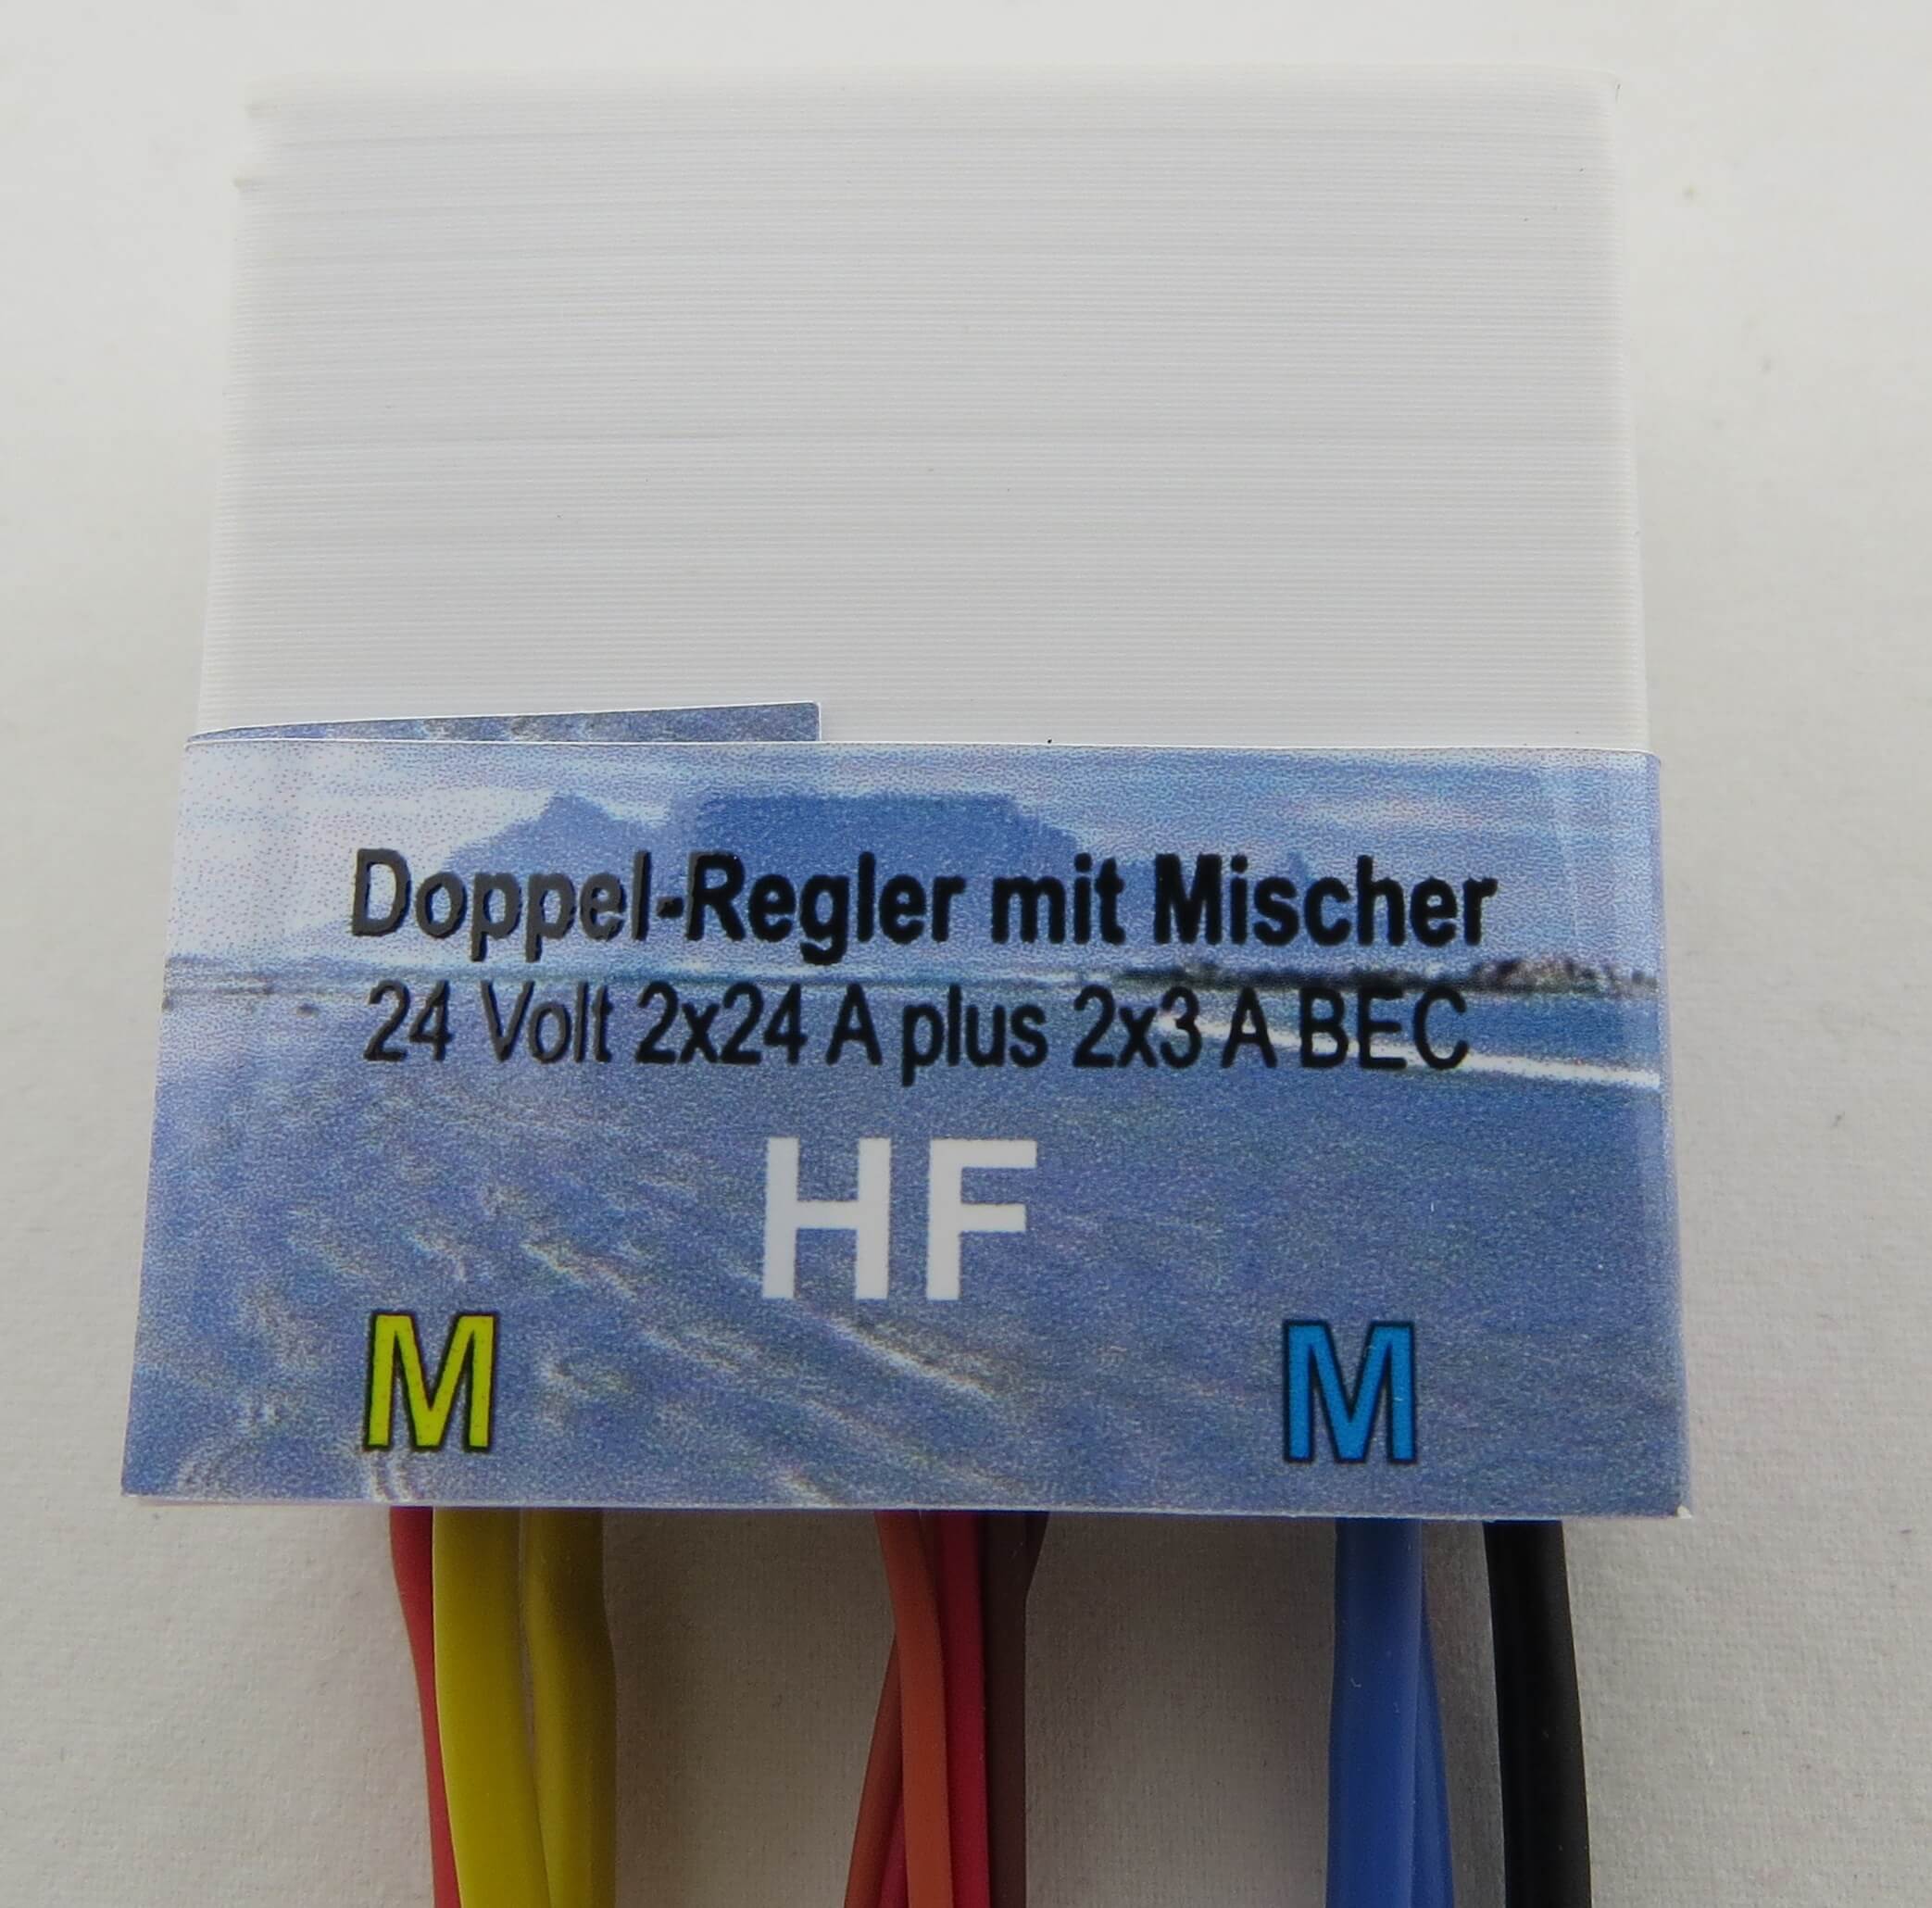 Doppel-Regler mit Mischer
24 Volt 2x24 A plus 2x3 A BEC
HF
M M